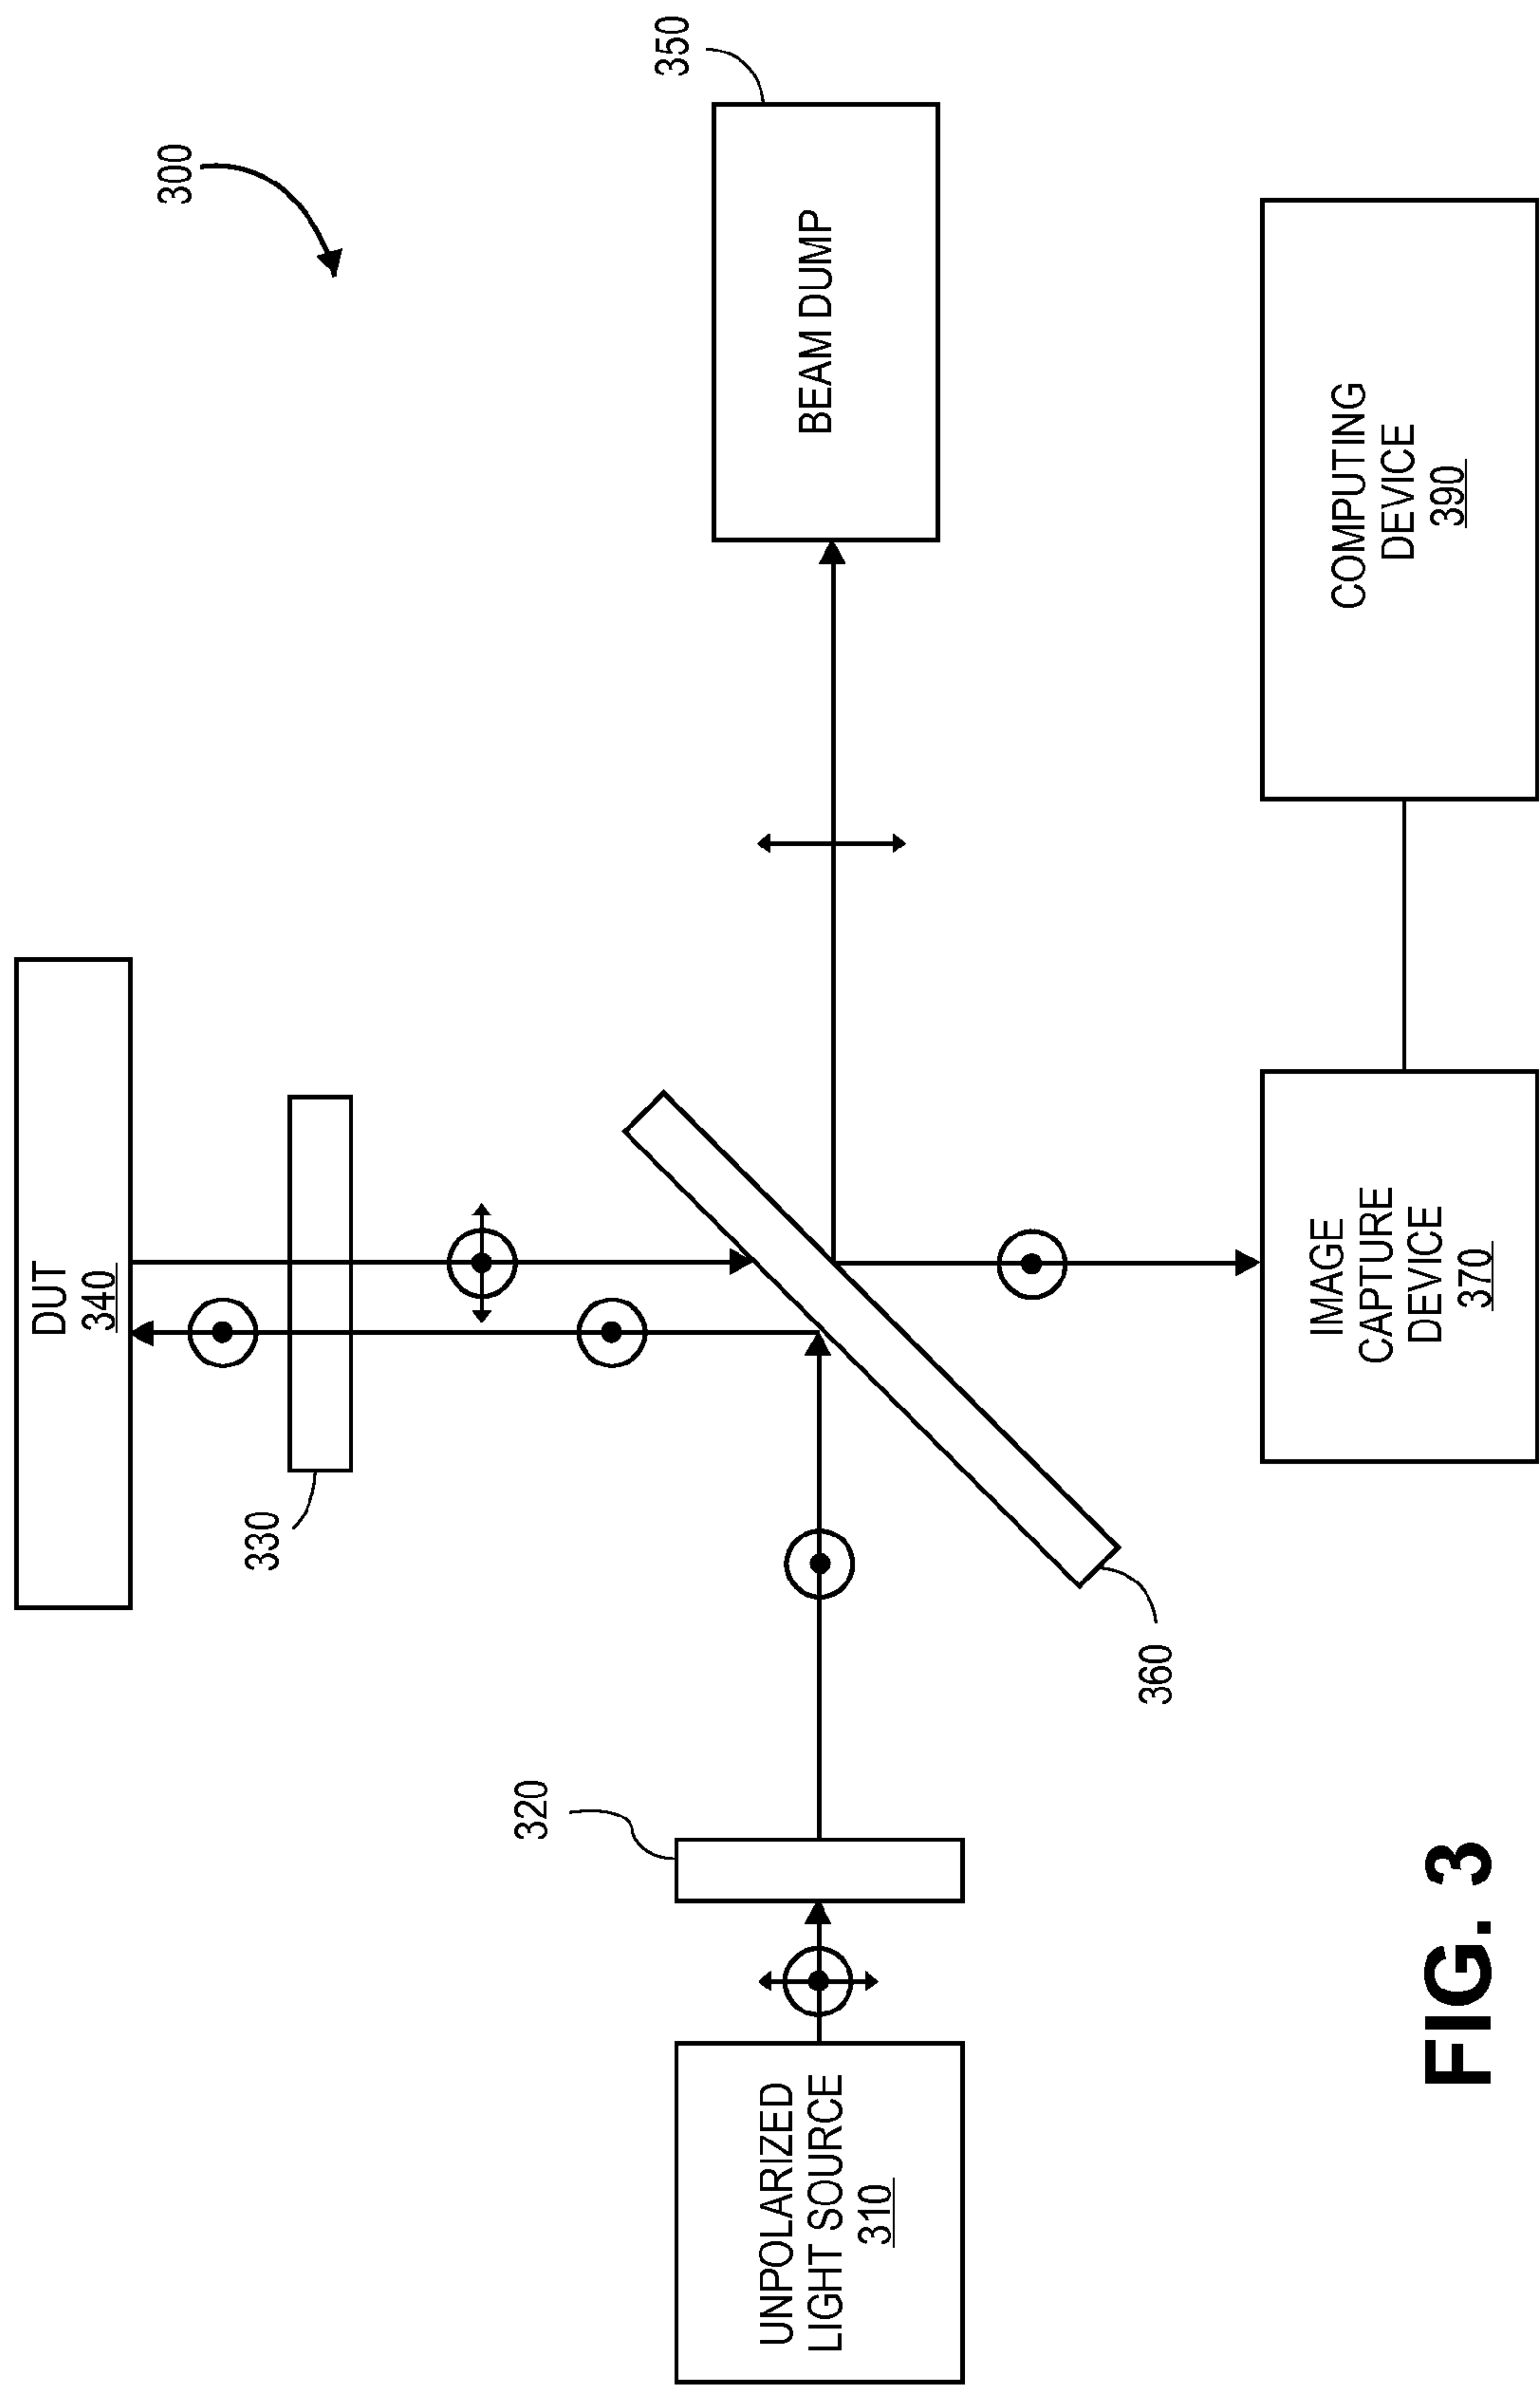 300
DUT
340
330
350
BEAM DUMP
320
UNPOLARIZED
LIGHT SOURCE
310
360
IMAGE
CAPTURE
DEVICE
370
COMPUTING
DEVICE
390
FIG. 3